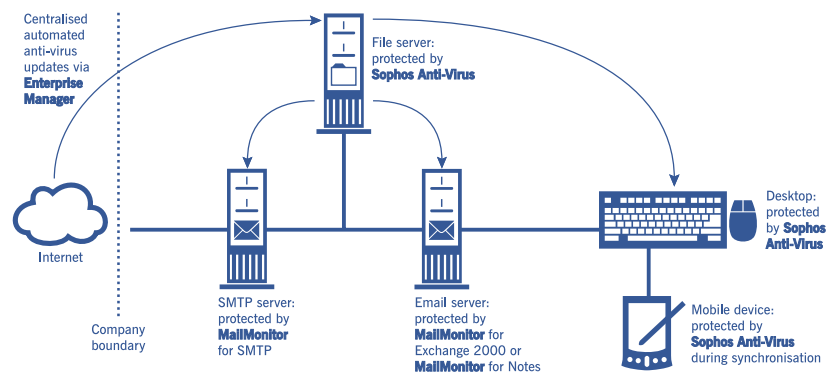 Centralised
automated
anti-virus
updates via
Enterprise
Manager
File server:
protected by
Sophos Anti-Virus
Internet
Company
boundary
SMTP server:
protected by
MailMonitor
for SMTP
Email server:
protected by
MailMonitor for
Exchange 2000 or
MailMonitor for Notes
Desktop:
protected
by Sophos
Anti-Virus
Mobile device:
protected by
Sophos Anti-Virus
during synchronisation